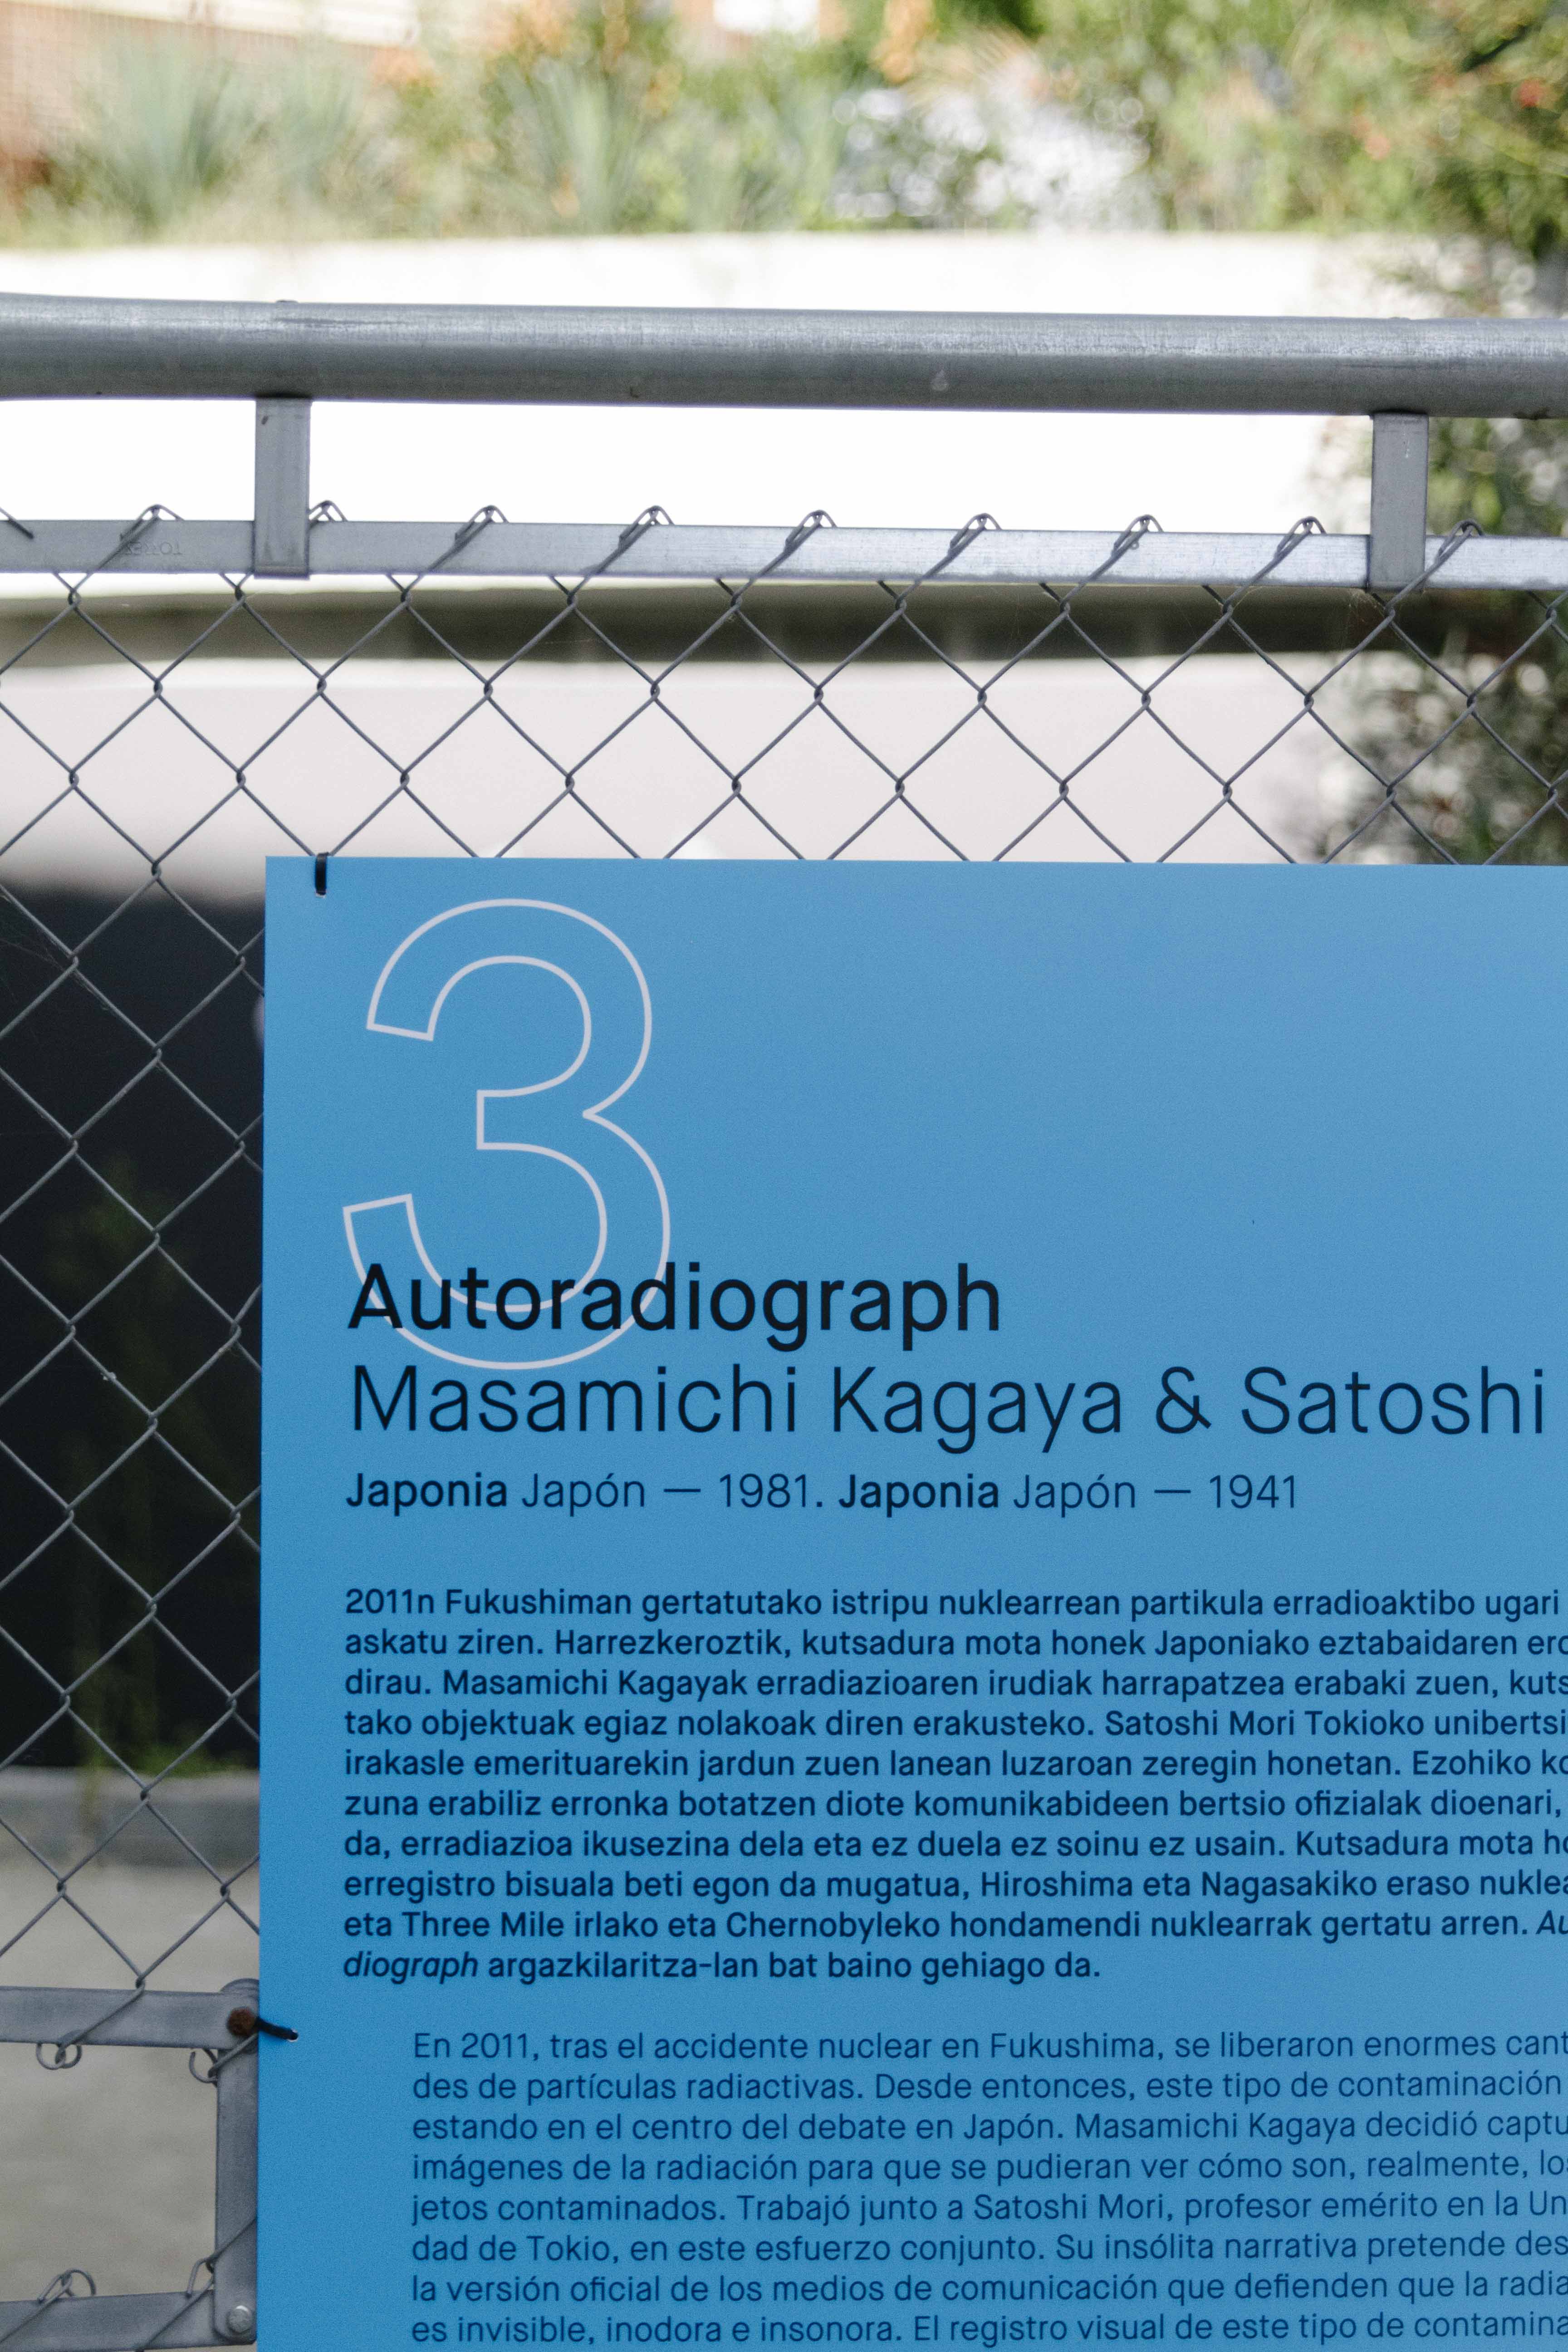 3
Autoradiograph
Masamichi Kagaya & Satoshi
Japonia Japón — 1981. Japonia Japón — 1941
2011n Fukushiman gertatutako istripu nuklearrean partikula erradioaktibo ugari
askatu ziren. Harrezkeroztik, kutsadura mota honek Japoniako eztabaidaren
dirau. Masamichi Kagayak erradiazioaren irudiak harrapatzea erabaki zuen,
tako objektuak egiaz nolakoak diren erakusteko. Satoshi Mori Tokioko
irakasle emerituarekin jardun zuen lanean luzaroan zeregin honetan. Ezohiko
zuna erabiliz erronka botatzen diote komunikabideen bertsio ofizialak dioenari,
da, erradiazioa ikusezina dela eta ez duela ez soinu ez usain. Kutsadura mota
erregistro bisuala beti egon da mugatua, Hiroshima eta Nagasakiko eraso
eta Three Mile irlako eta Chernobyleko hondamendi nuklearrak gertatu arren.
diograph argazkilaritza-lan bat baino gehiago da.
En 2011, tras el accidente nuclear en Fukushima, se liberaron enormes
des de partículas radiactivas. Desde entonces, este tipo de contaminación
estando en el centro del debate en Japón. Masamichi Kagaya decidió
imágenes de la radiación para que se pudieran ver cómo son, realmente,
jetos contaminados. Trabajó junto a Satoshi Mori, profesor emérito en la
dad de Tokio, en este esfuerzo conjunto. Su insólita narrativa pretende
la versión oficial de los medios de comunicación que defienden que la
es invisible, inodora e insonora. El registro visual de este tipo de